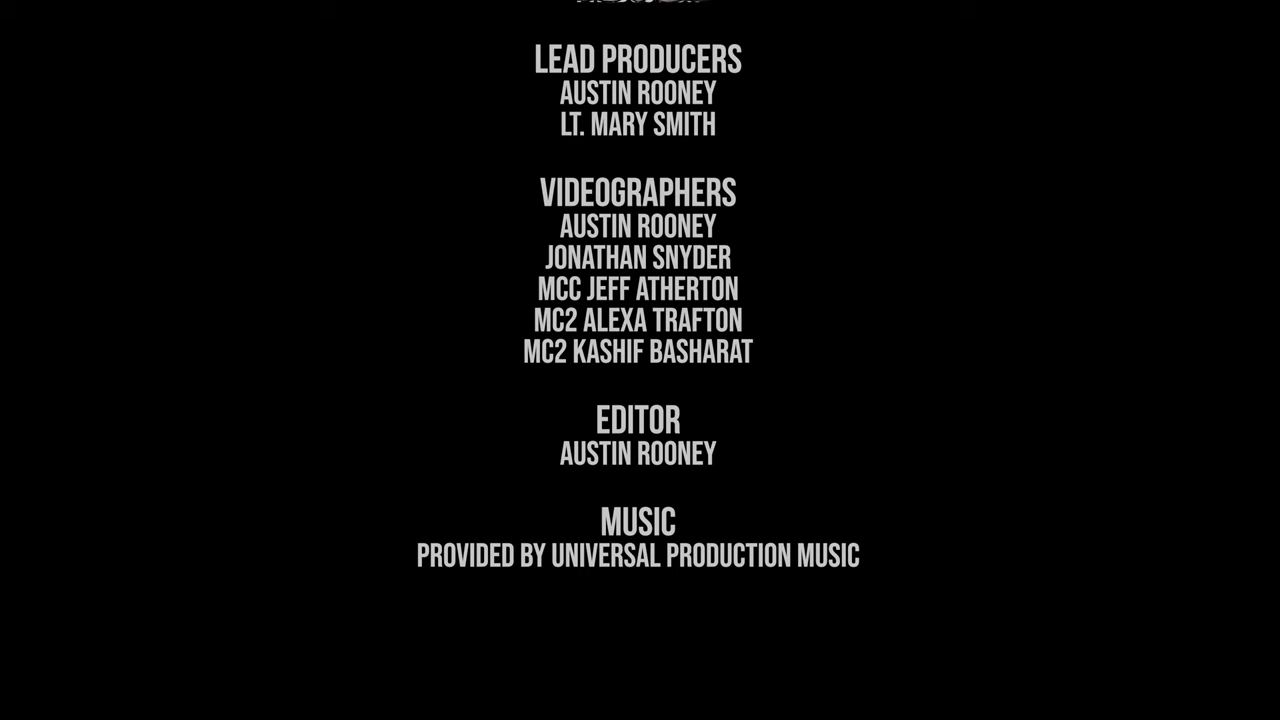 LEAD PRODUCERS
AUSTIN ROONEY
LT. MARY SMITH
VIDEOGRAPHERS
AUSTIN ROONEY
JONATHAN SNYDER
MCC JEFF ATHERTON
MC2 ALEXA TRAFTON
MC2 KASHIF BASHARAT
EDITOR
AUSTIN ROONEY
MUSIC
PROVIDED BY UNIVERSAL PRODUCTION MUSIC